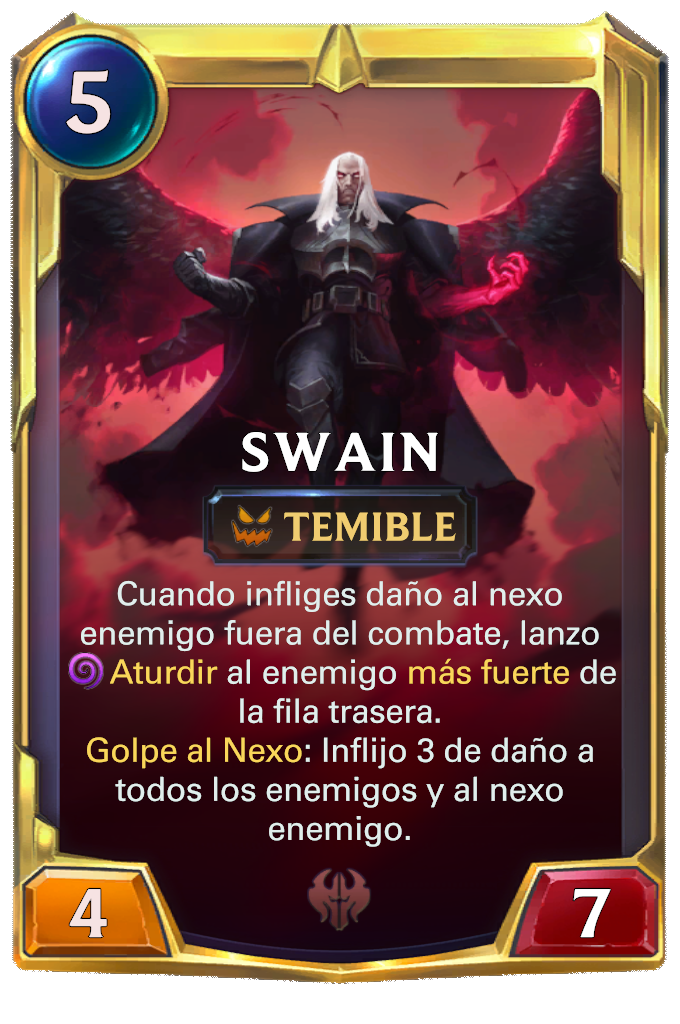 5
SWAIN
TEMIBLE
Cuando infliges daño al nexo
enemigo fuera del combate, lanzo
Aturdir al enemigo más fuerte de
la fila trasera.
Golpe al Nexo: Inflijo 3 de daño a
todos los enemigos y al nexo
enemigo.
4
7